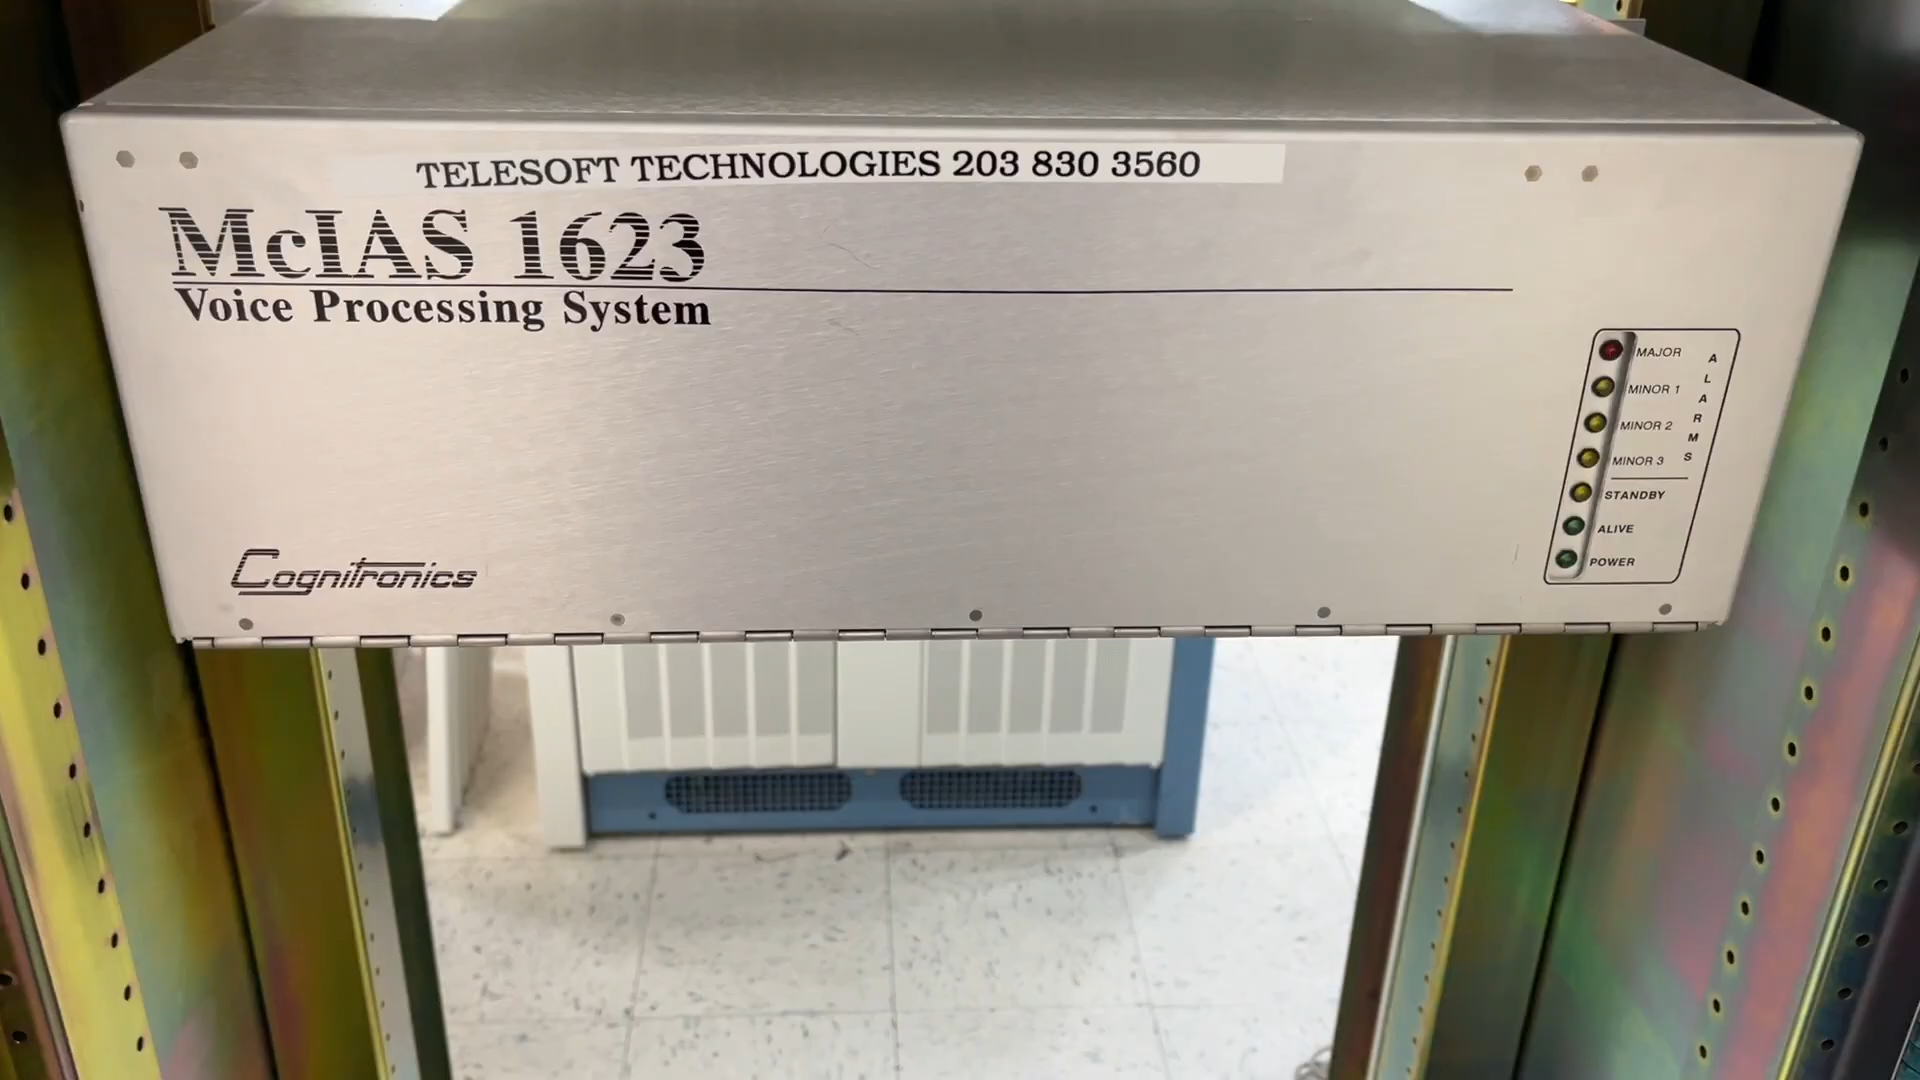 TELESOFT TECHNOLOGIES 203 830 3560
McIAS 1623
Voice Processing System
MAJOR
MINOR 1
MINOR 2
MINOR 3
ALARMS
STANDBY
ALIVE
POWER
Cognitronics